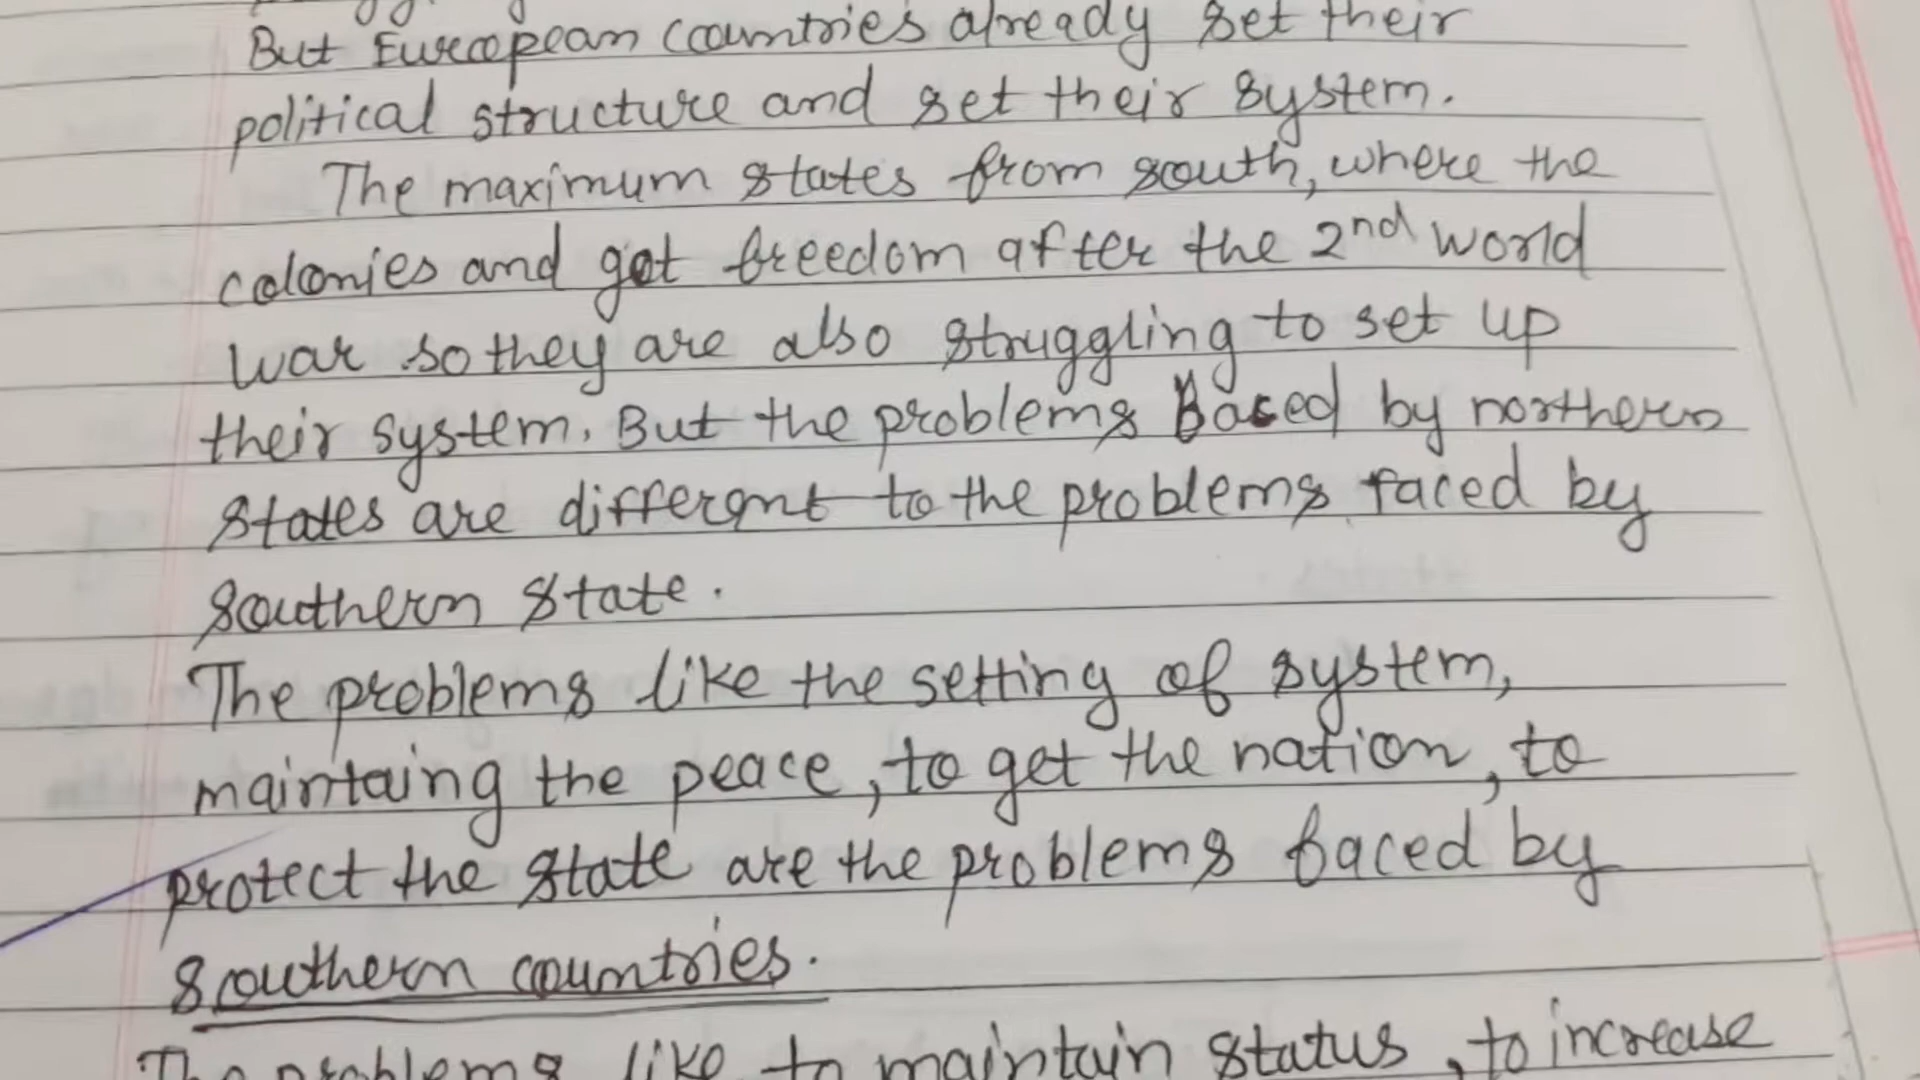 But European countries already set their
political structure and set their system.
The maximum states from south, where the
colonies and got freedom after the 2nd world
war so they are also struggling to set up
their system. But the problems faced by northern
states are different to the problems faced by
southern state.
The problems like the setting of system,
maintaing the peace, to get the nation, to
protect the state are the problems faced by
southern countries.
The problems like to maintain status, to increase